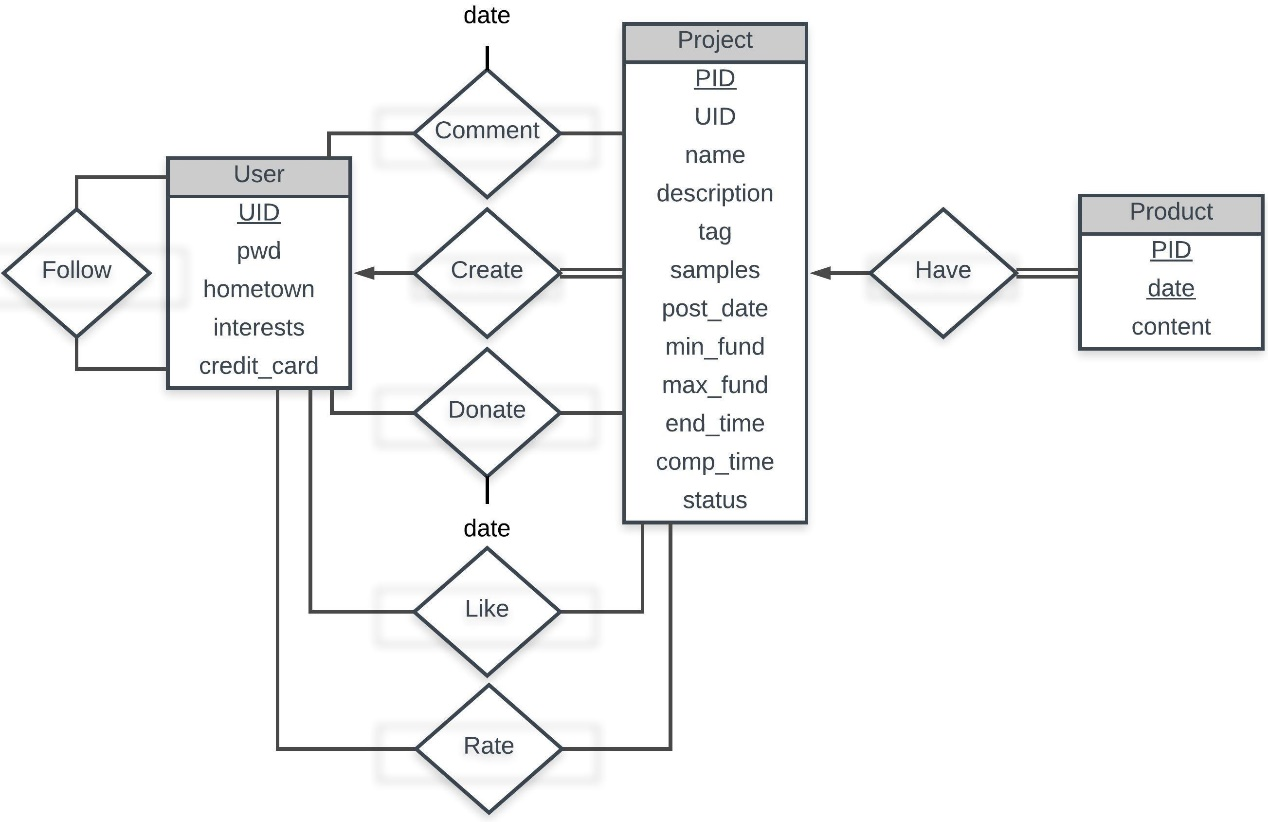 date
Comment
Follow
User
UID
pwd
hometown
interests
credit_card
Create
Donate
date
Like
Rate
Project
PID
UID
name
description
tag
samples
post_date
min_fund
max_fund
end_time
comp_time
status
Have
Product
PID
date
content